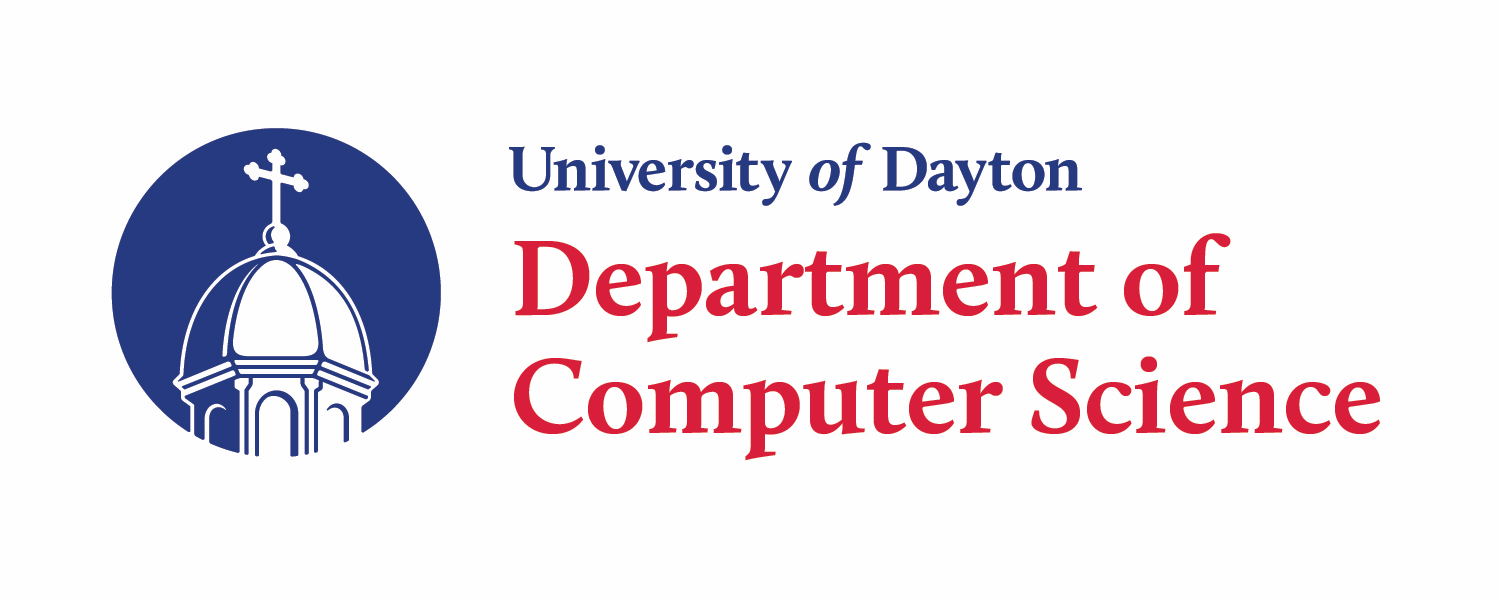 University of Dayton
Department of
Computer Science